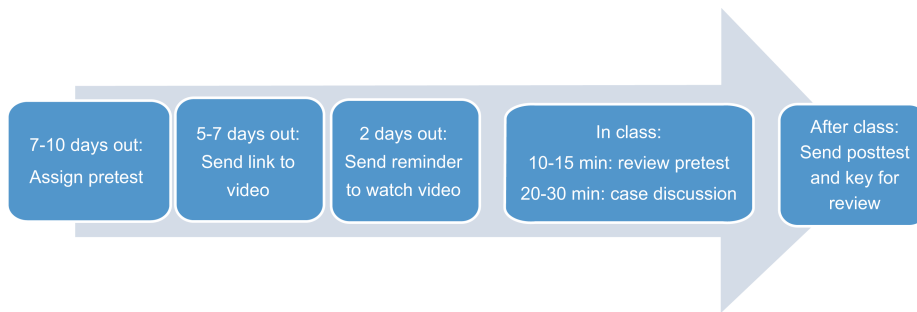 7-10 days out:
Assign pretest
5-7 days out:
Send link to
video
2 days out:
Send reminder
to watch video
In class:
10-15 min: review pretest
20-30 min: case discussion
After class:
Send posttest
and key for
review